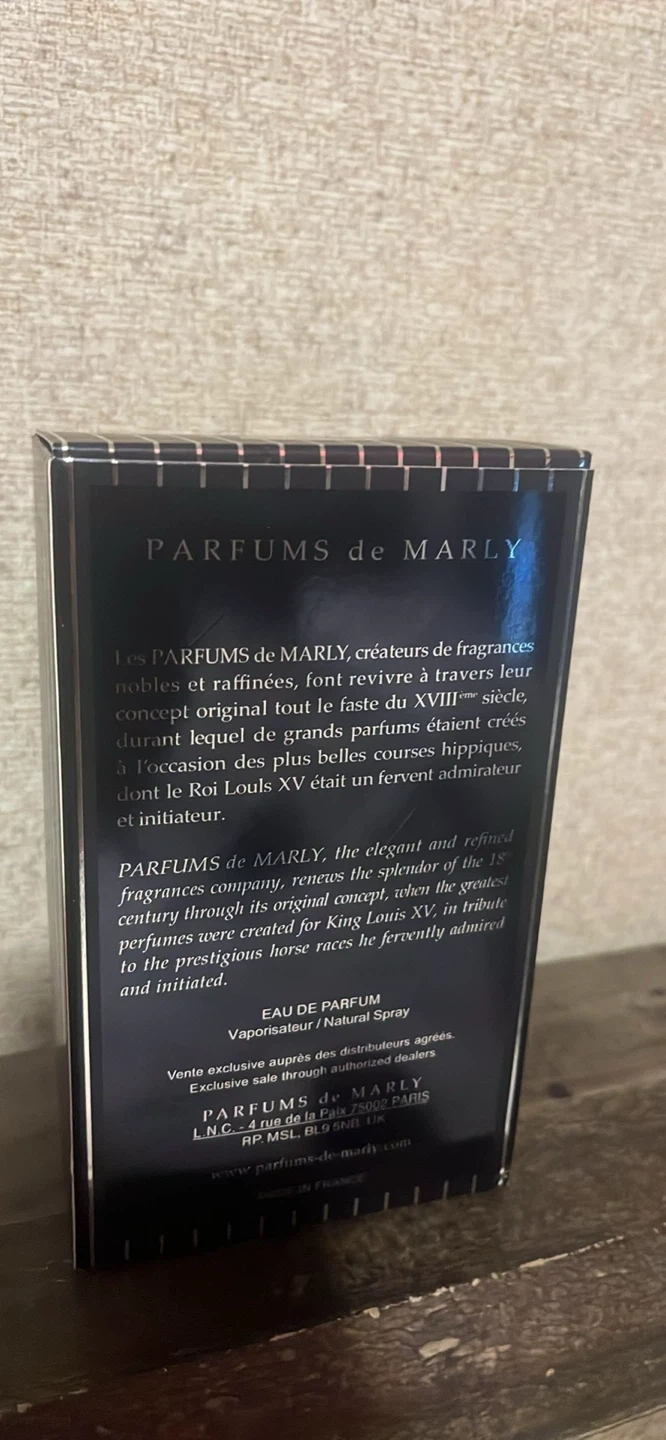 PARFUMS de MARLY
Les PARFUMS de MARLY, créateurs de fragrances
nobles et raffinées, font revivre à travers leur
concept original tout le faste du XVIIIème siècle,
durant lequel de grands parfums étaient créés
à l'occasion des plus belles courses hippiques,
dont le Roi Louis XV était un fervent admirateur
et initiateur.
PARFUMS de MARLY, the elegant and refined
fragrances company, renews the splendor of the 18th
century through its original concept, when the greatest
perfumes were created for King Louis XV, in tribute
to the prestigious horse races he fervently admired
and initiated.
EAU DE PARFUM
Vaporisateur / Natural Spray
Vente exclusive auprès des distributeurs agréés.
Exclusive sale through authorized dealers
PARFUMS de MARLY
L.N.C. - 4 rue de la Paix 75002 PARIS
RP. MSL, BL9 5NB. UK
www.parfums-de-marly.com
MADE IN FRANCE